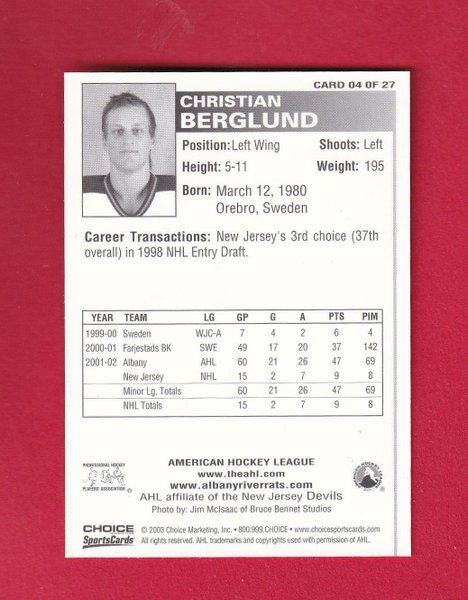 CARD 04 OF 27
CHRISTIAN
BERGLUND
Position: Left Wing Shoots: Left
Height: 5-11 Weight: 195
Born: March 12, 1980
Orebro, Sweden
Career Transactions: New Jersey's 3rd choice (37th
overall) in 1998 NHL Entry Draft.
YEAR TEAM LG GP G A PTS PIM
1999-00 Sweden WJC-A 7 4 2 6 4
2000-01 Farjestads BK SWE 49 17 20 37 142
2001-02 Albany AHL 60 21 26 47 69
New Jersey NHL 15 2 7 9 8
Minor Lg. Totals 60 21 26 47 69
NHL Totals 15 2 7 9 8
AMERICAN HOCKEY LEAGUE
www.theahl.com
www.albanyriverrats.com
AHL affiliate of the New Jersey Devils
Photo by: Jim McIsaac of Bruce Bennet Studios
PROFESSIONAL HOCKEY
PLAYERS' ASSOCIATION
CHOICE
SportsCards
© 2003 Choice Marketing, Inc. • 800.999.CHOICE • www.choicesportscards.com
All rights reserved. AHL trademarks and copyrights used with permission of AHL.